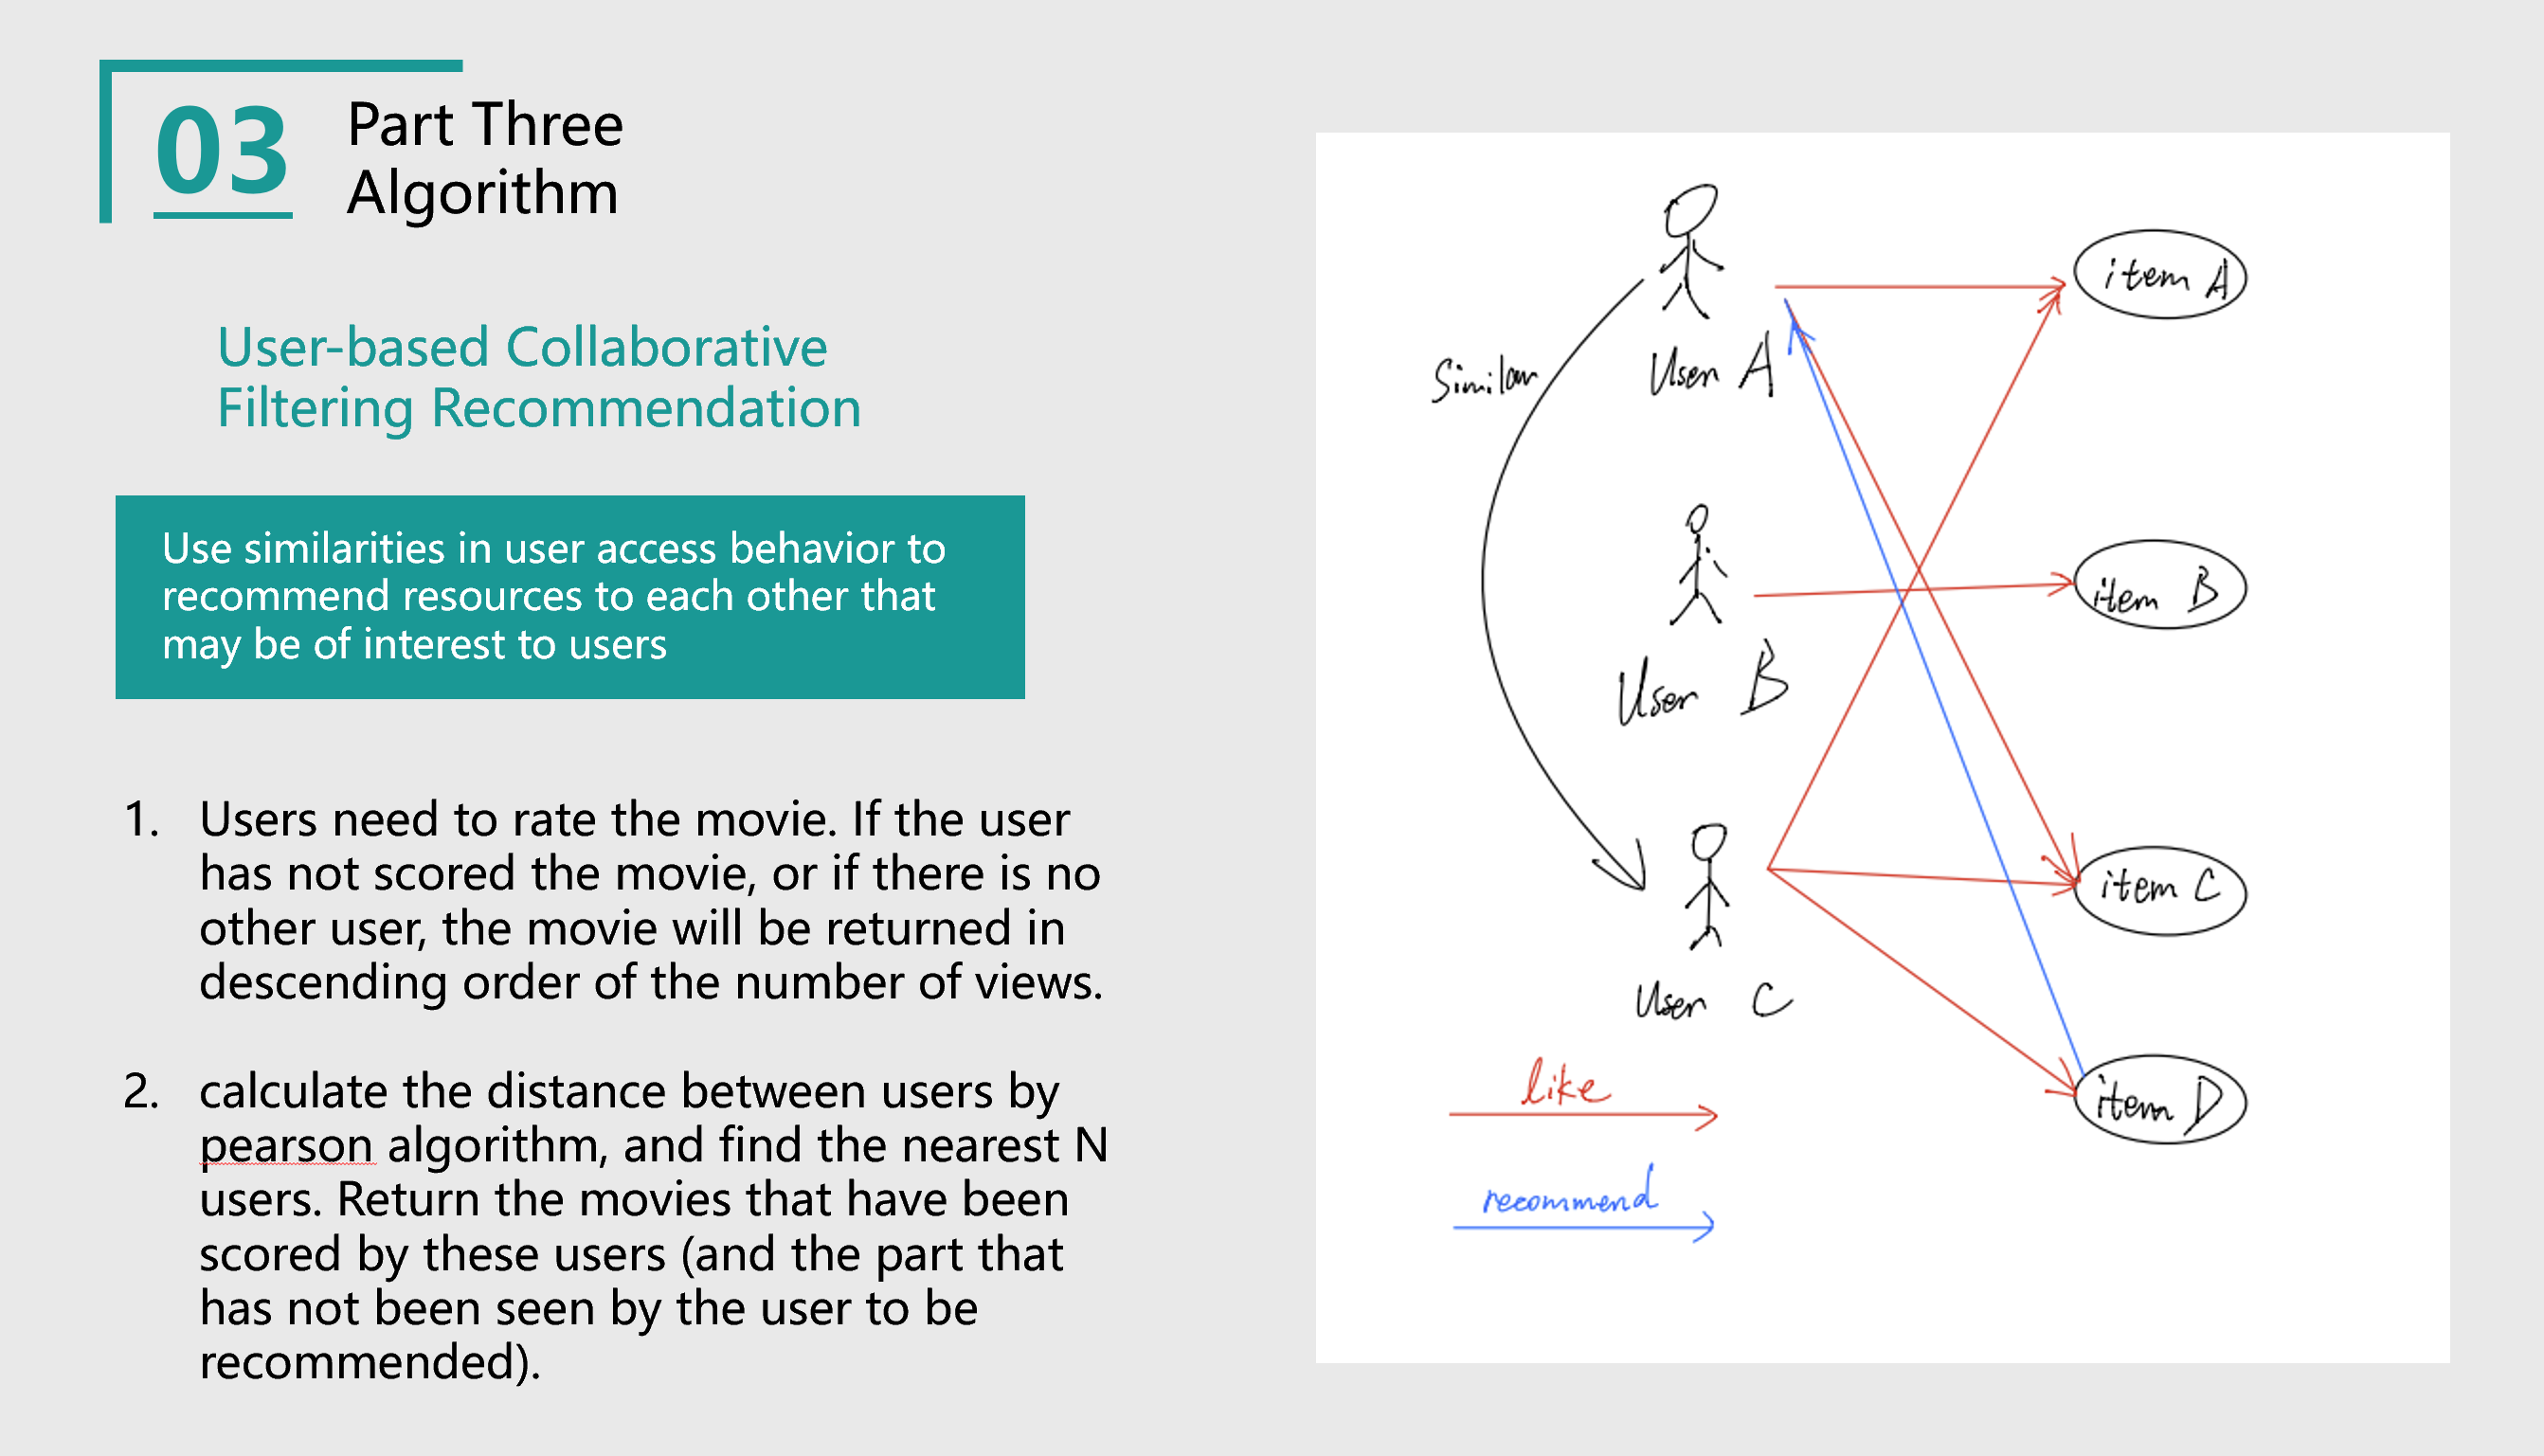 03
Part Three
Algorithm
User-based Collaborative
Filtering Recommendation
Use similarities in user access behavior to
recommend resources to each other that
may be of interest to users
1. Users need to rate the movie. If the user
has not scored the movie, or if there is no
other user, the movie will be returned in
descending order of the number of views.
2. calculate the distance between users by
pearson algorithm, and find the nearest N
users. Return the movies that have been
scored by these users (and the part that
has not been seen by the user to be
recommended).
item A
Similar
User A
item B
User B
item C
User C
like
item D
recommend